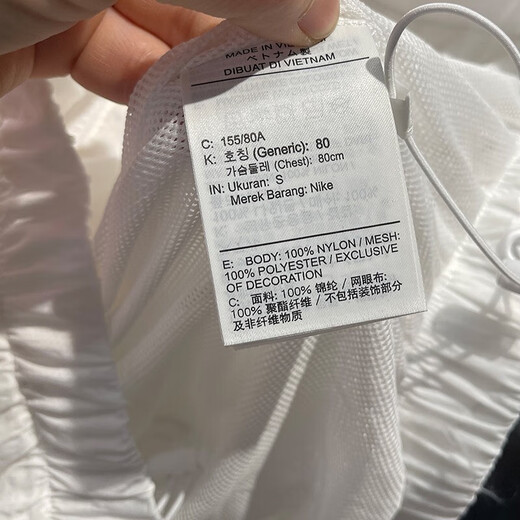 MADE IN VIETNAM
ベトナム製
DIBUAT DI VIETNAM
C: 155/80A
K: 호칭 (Generic): 80
가슴둘레 (Chest): 80cm
IN: Ukuran: S
Merek Barang: Nike
E: BODY: 100% NYLON / MESH:
100% POLYESTER / EXCLUSIVE
OF DECORATION
C: 面料: 100% 锦纶 / 网眼布:
100% 聚酯纤维 / 不包括装饰部分
及非纤维物质